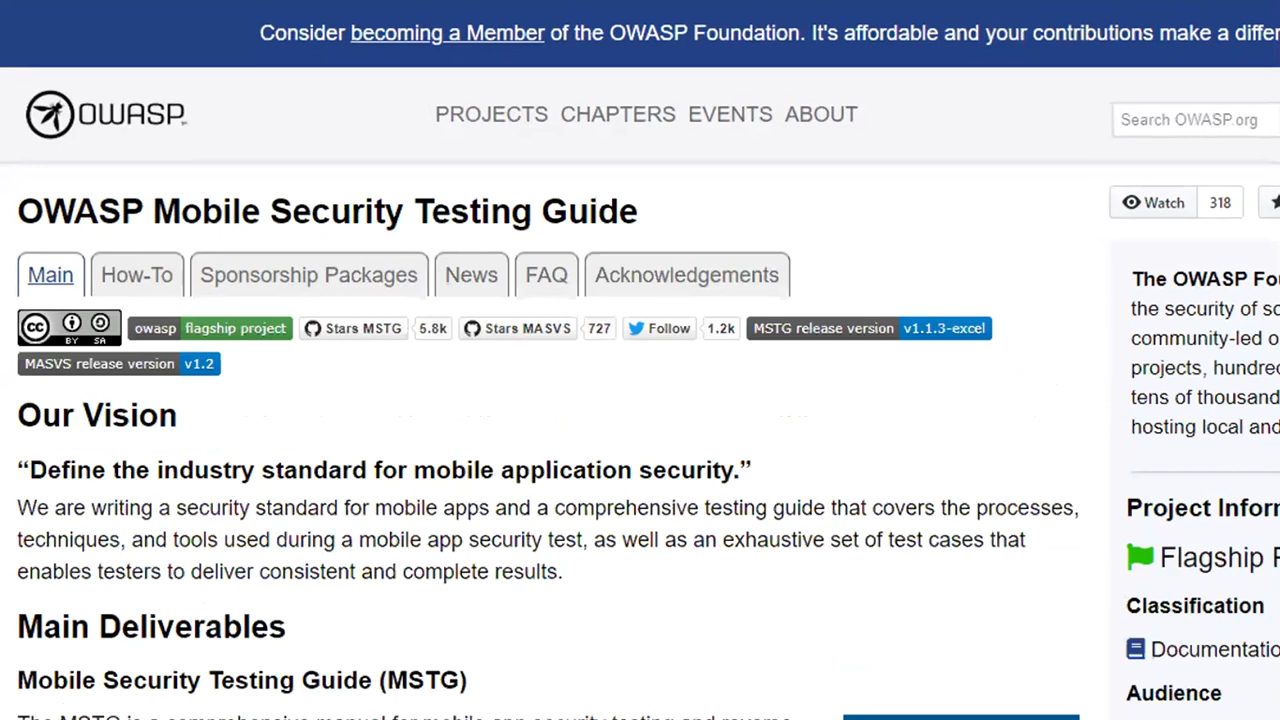 Consider becoming a Member of the OWASP Foundation. It's affordable and your contributions make a
OWASP
PROJECTS CHAPTERS EVENTS ABOUT
Search OWASP.org
OWASP Mobile Security Testing Guide
Watch 318
Main How-To Sponsorship Packages News FAQ Acknowledgements
cc BY SA owasp flagship project Stars MSTG 5.8k Stars MASVS 727 Follow 1.2k MSTG release version v1.1.3-excel
MASVS release version v1.2
The OWASP
the security of
community-led
projects,
tens of
hosting local and
Our Vision
“Define the industry standard for mobile application security.”
We are writing a security standard for mobile apps and a comprehensive testing guide that covers the processes,
techniques, and tools used during a mobile app security test, as well as an exhaustive set of test cases that
enables testers to deliver consistent and complete results.
Main Deliverables
Mobile Security Testing Guide (MSTG)
Project
Flagship
Classification
Audience